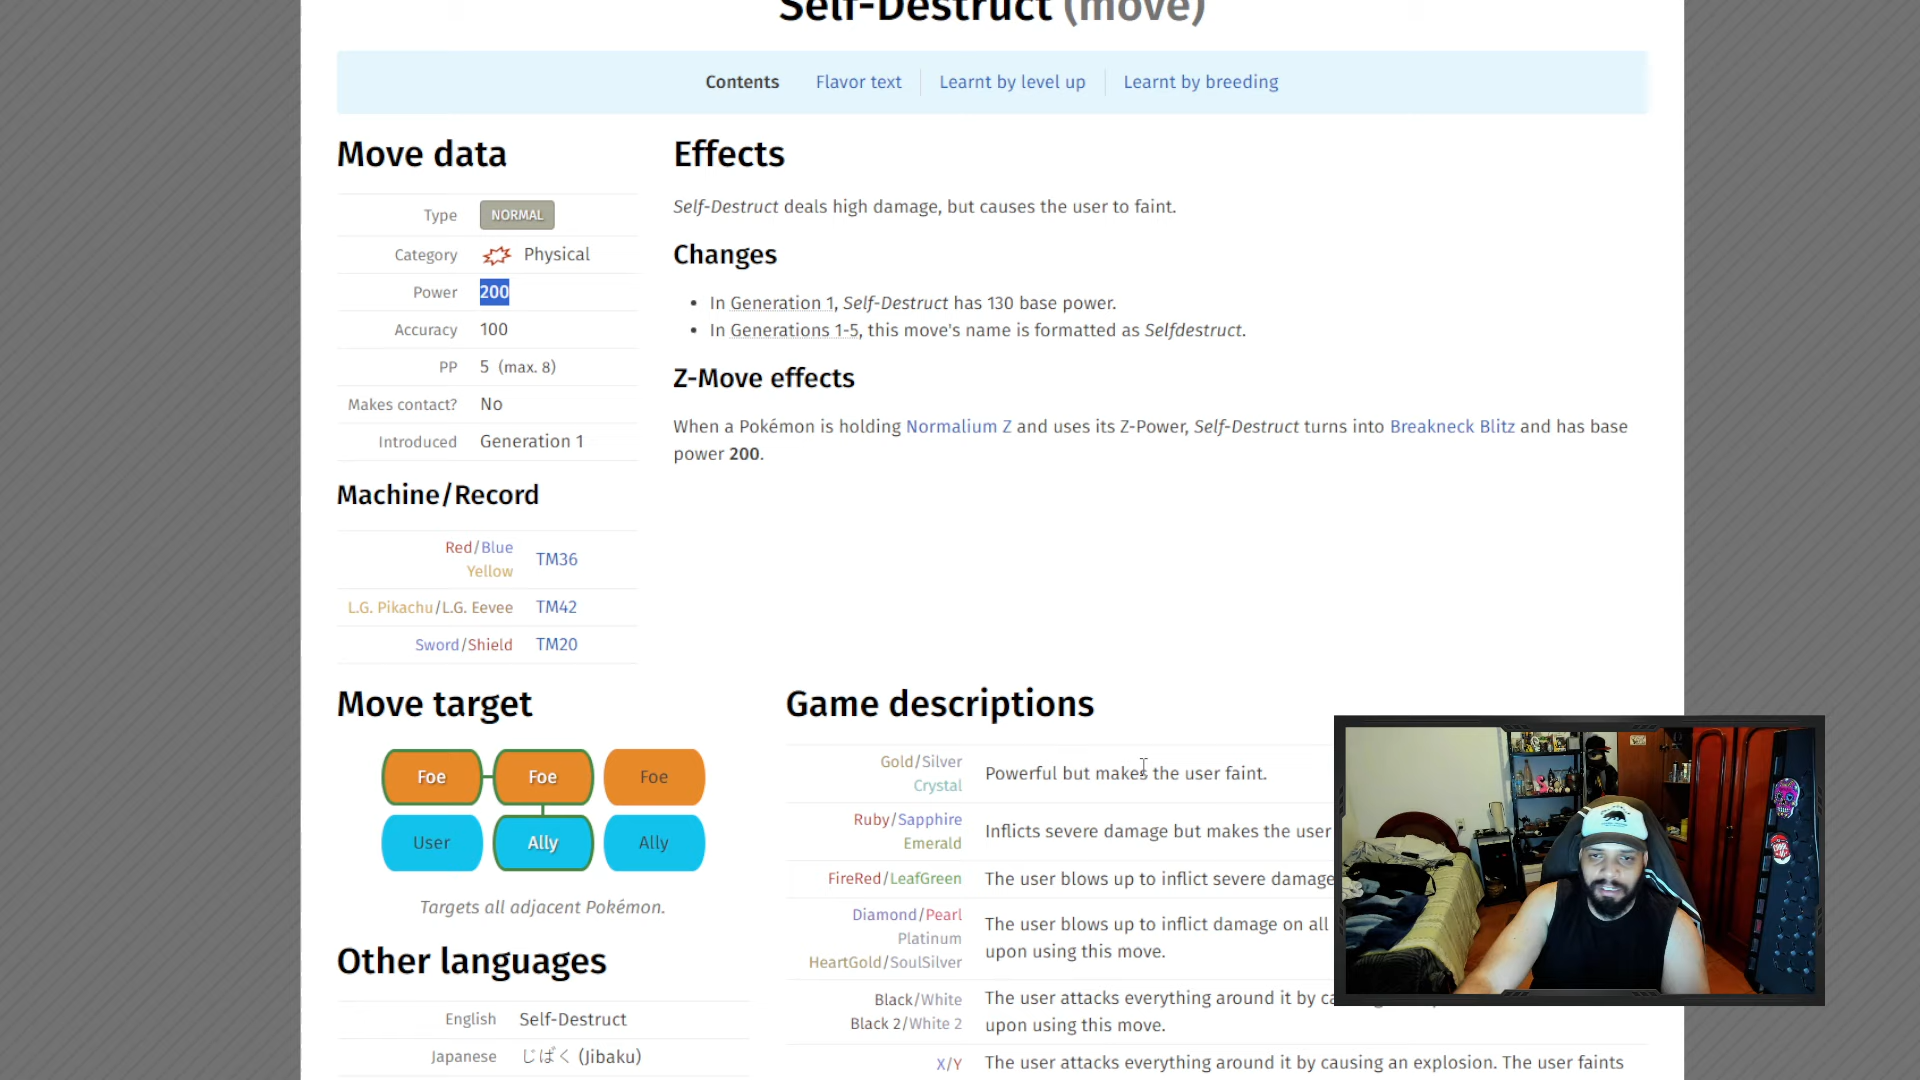 Self-Destruct (move)
Contents Flavor text Learnt by level up Learnt by breeding
Move data
Type NORMAL
Category Physical
Power 200
Accuracy 100
PP 5 (max. 8)
Makes contact? No
Introduced Generation 1
Machine/Record
Red/Blue
Yellow
TM36
L.G. Pikachu/L.G. Eevee TM42
Sword/Shield TM20
Effects
Self-Destruct deals high damage, but causes the user to faint.
Changes
• In Generation 1, Self-Destruct has 130 base power.
• In Generations 1-5, this move's name is formatted as Selfdestruct.
Z-Move effects
When a Pokémon is holding Normalium Z and uses its Z-Power, Self-Destruct turns into Breakneck Blitz and has base
power 200.
Move target
Foe Foe Foe
User Ally Ally
Targets all adjacent Pokémon.
Other languages
English Self-Destruct
Japanese じばく (Jibaku)
Game descriptions
Gold/Silver
Crystal
Powerful but makes the user faint.
Ruby/Sapphire
Emerald
Inflicts severe damage but makes the user
FireRed/LeafGreen The user blows up to inflict severe damage
Diamond/Pearl
Platinum
HeartGold/SoulSilver
The user blows up to inflict damage on all
upon using this move.
Black/White
Black 2/White 2
The user attacks everything around it by
upon using this move.
X/Y The user attacks everything around it by causing an explosion. The user faints